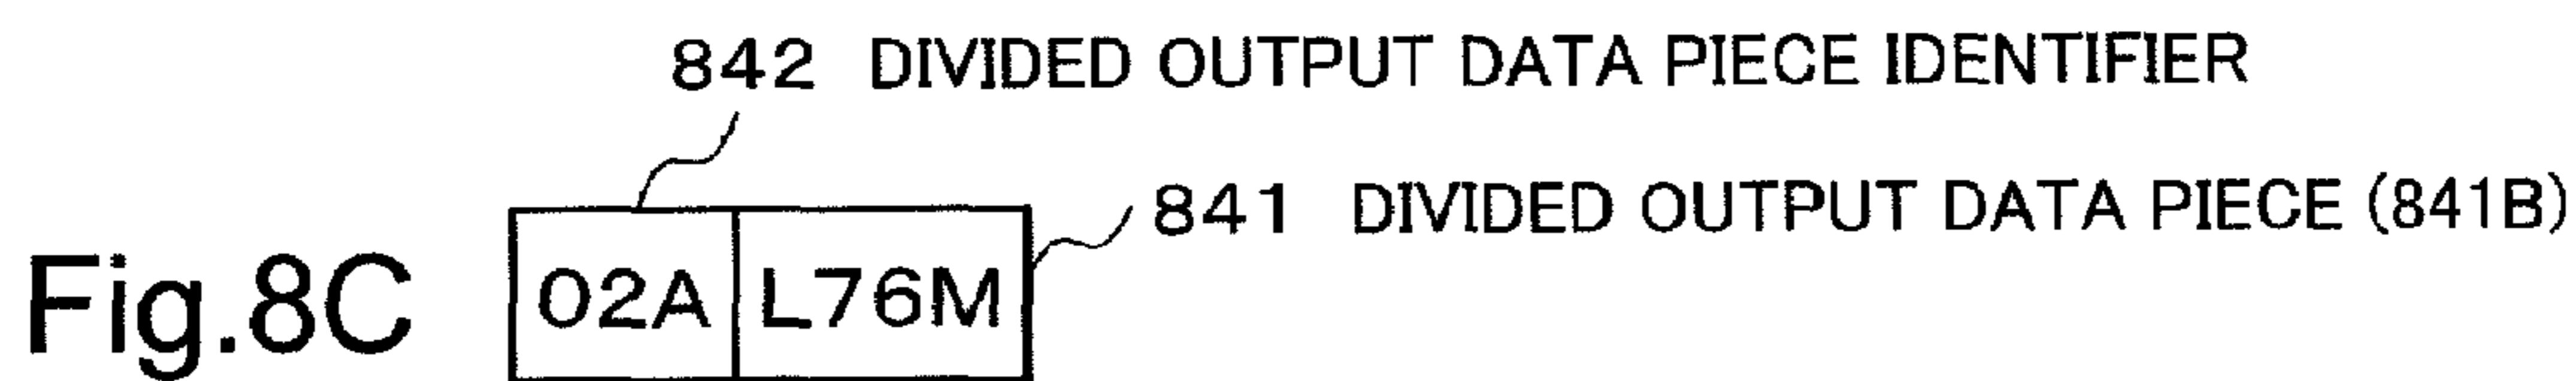 842 DIVIDED OUTPUT DATA PIECE IDENTIFIER
841 DIVIDED OUTPUT DATA PIECE (841B)
Fig.8C 02A L76M